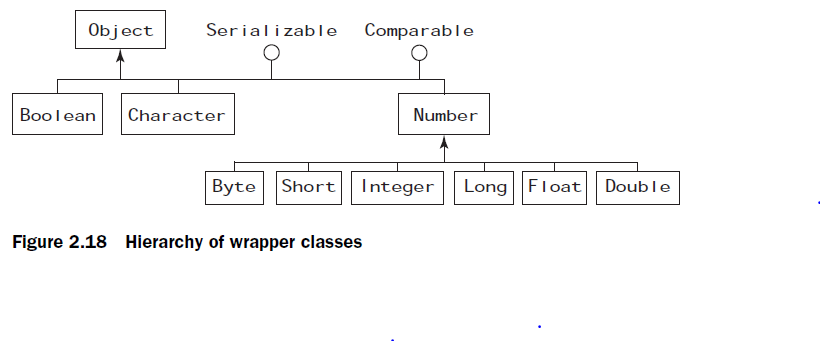 Object Serializable Comparable
Boolean Character Number
Byte Short Integer Long Float Double
Figure 2.18 Hierarchy of wrapper classes